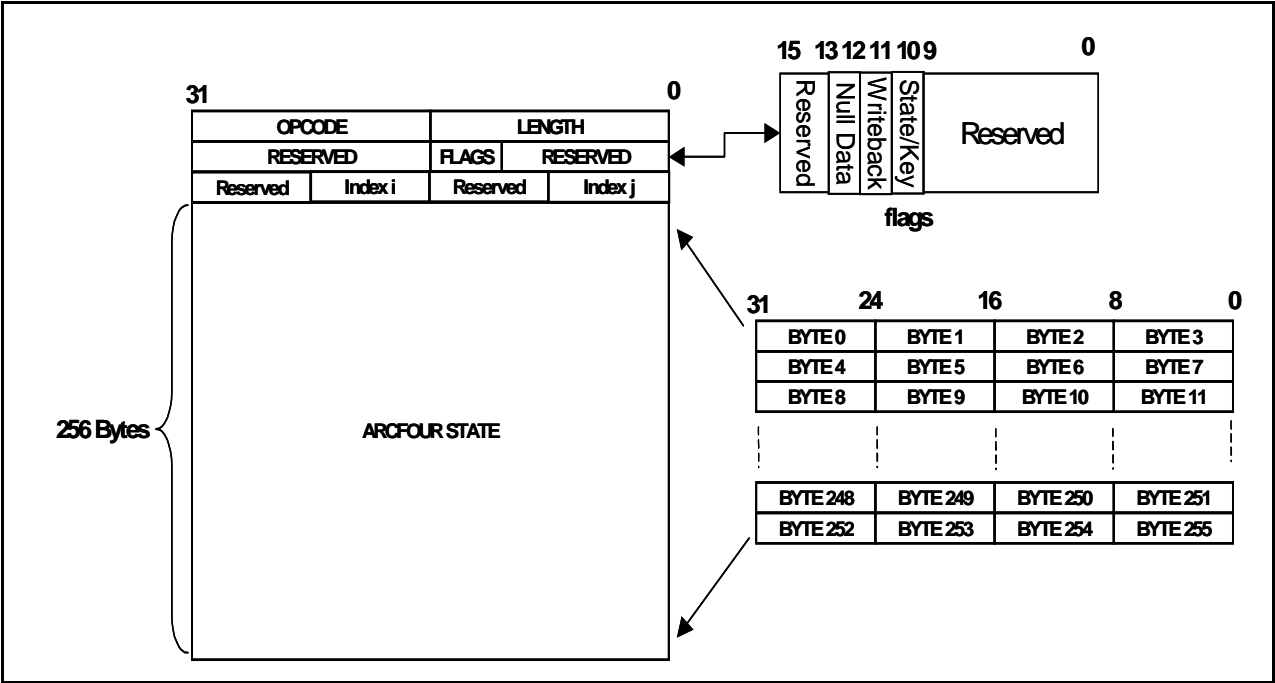 15 13 12 11 10 9 0
Reserved Null Data Writeback State/Key Reserved
flags
31 0
OPCODE LENGTH
RESERVED FLAGS RESERVED
Reserved Index i Reserved Index j
256 Bytes
ARCFOUR STATE
31 24 16 8 0
BYTE 0 BYTE 1 BYTE 2 BYTE 3
BYTE 4 BYTE 5 BYTE 6 BYTE 7
BYTE 8 BYTE 9 BYTE 10 BYTE 11
BYTE 248 BYTE 249 BYTE 250 BYTE 251
BYTE 252 BYTE 253 BYTE 254 BYTE 255